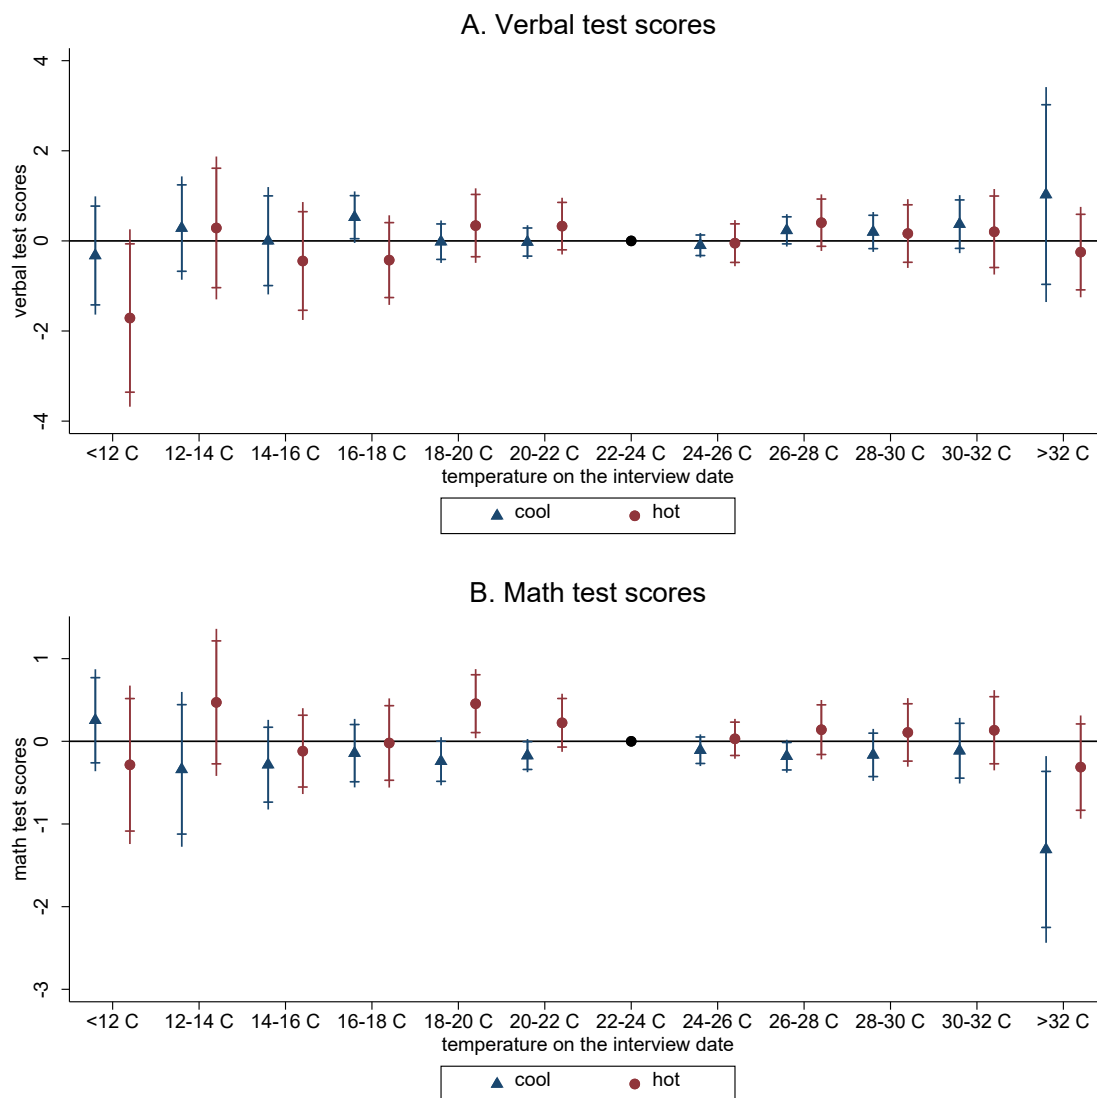 A. Verbal test scores
4
2
0
-2
-4
verbal test scores
<12 C 12-14 C 14-16 C 16-18 C 18-20 C 20-22 C 22-24 C 24-26 C 26-28 C 28-30 C 30-32 C >32 C
temperature on the interview date
cool hot
B. Math test scores
1
0
-1
-2
-3
math test scores
<12 C 12-14 C 14-16 C 16-18 C 18-20 C 20-22 C 22-24 C 24-26 C 26-28 C 28-30 C 30-32 C >32 C
temperature on the interview date
cool hot